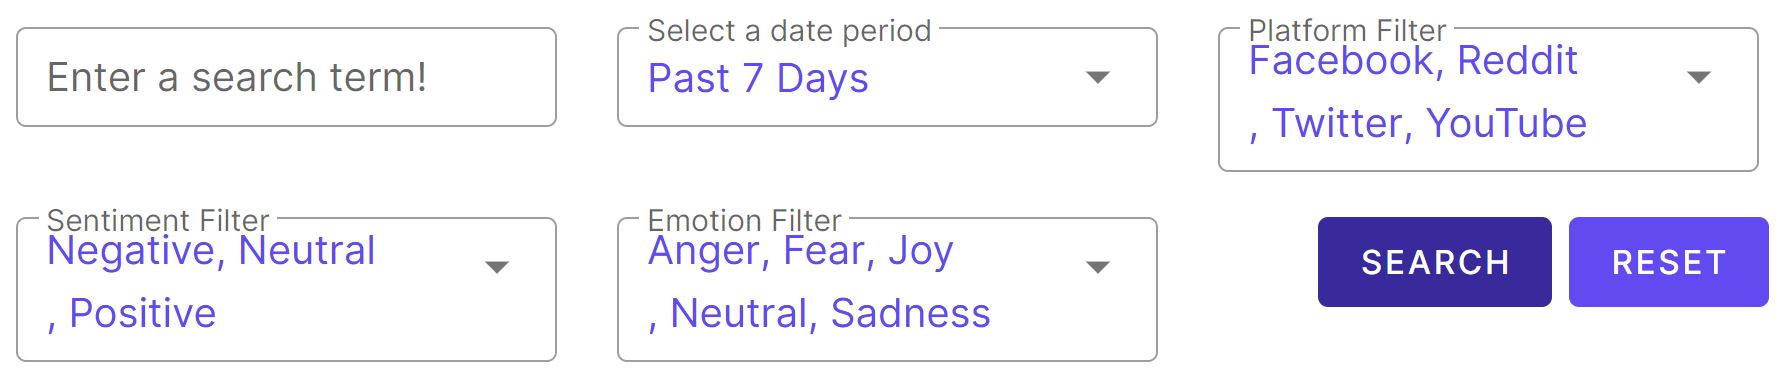 Enter a search term!
Select a date period
Past 7 Days
Platform Filter
Facebook, Reddit
, Twitter, YouTube
Sentiment Filter
Negative, Neutral
, Positive
Emotion Filter
Anger, Fear, Joy
, Neutral, Sadness
SEARCH
RESET